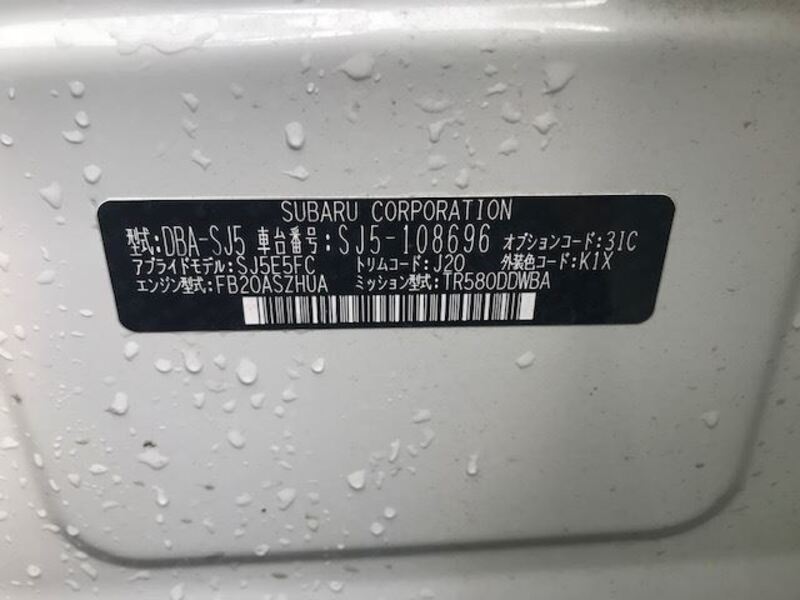 SUBARU CORPORATION
型式:DBA-SJ5 車台番号:SJ5-108696 オプションコード:3IC
アプライドモデル:SJ5E5FC トリムコード:J20 外装色コード:K1X
エンジン型式:FB20ASZHUA ミッション型式:TR580DDWBA